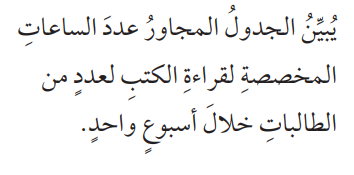 يُبيِّنُ الجدولُ المجاورُ عددَ الساعاتِ
المخصصةِ لقراءةِ الكتبِ لعددٍ من
الطالباتِ خلالَ أسبوعٍ واحدٍ.